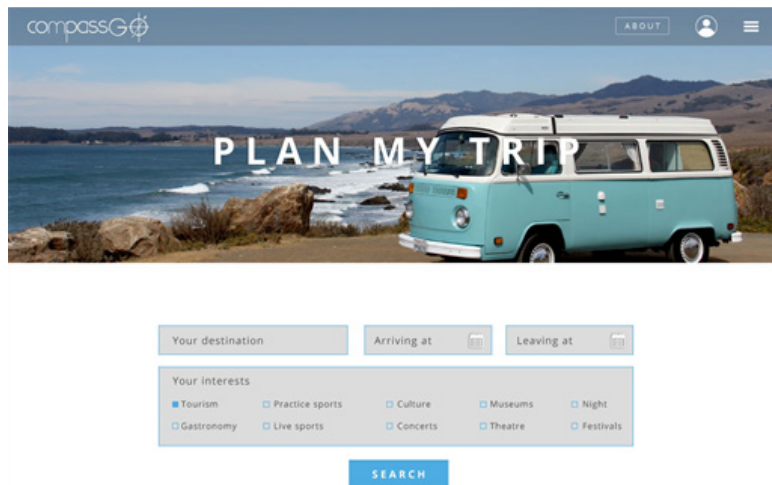 compassGO
ABOUT
PLAN MY TRIP
Your destination
Arriving at
Leaving at
Your interests
Tourism Practice sports Culture Museums Night
Gastronomy Live sports Concerts Theatre Festivals
SEARCH